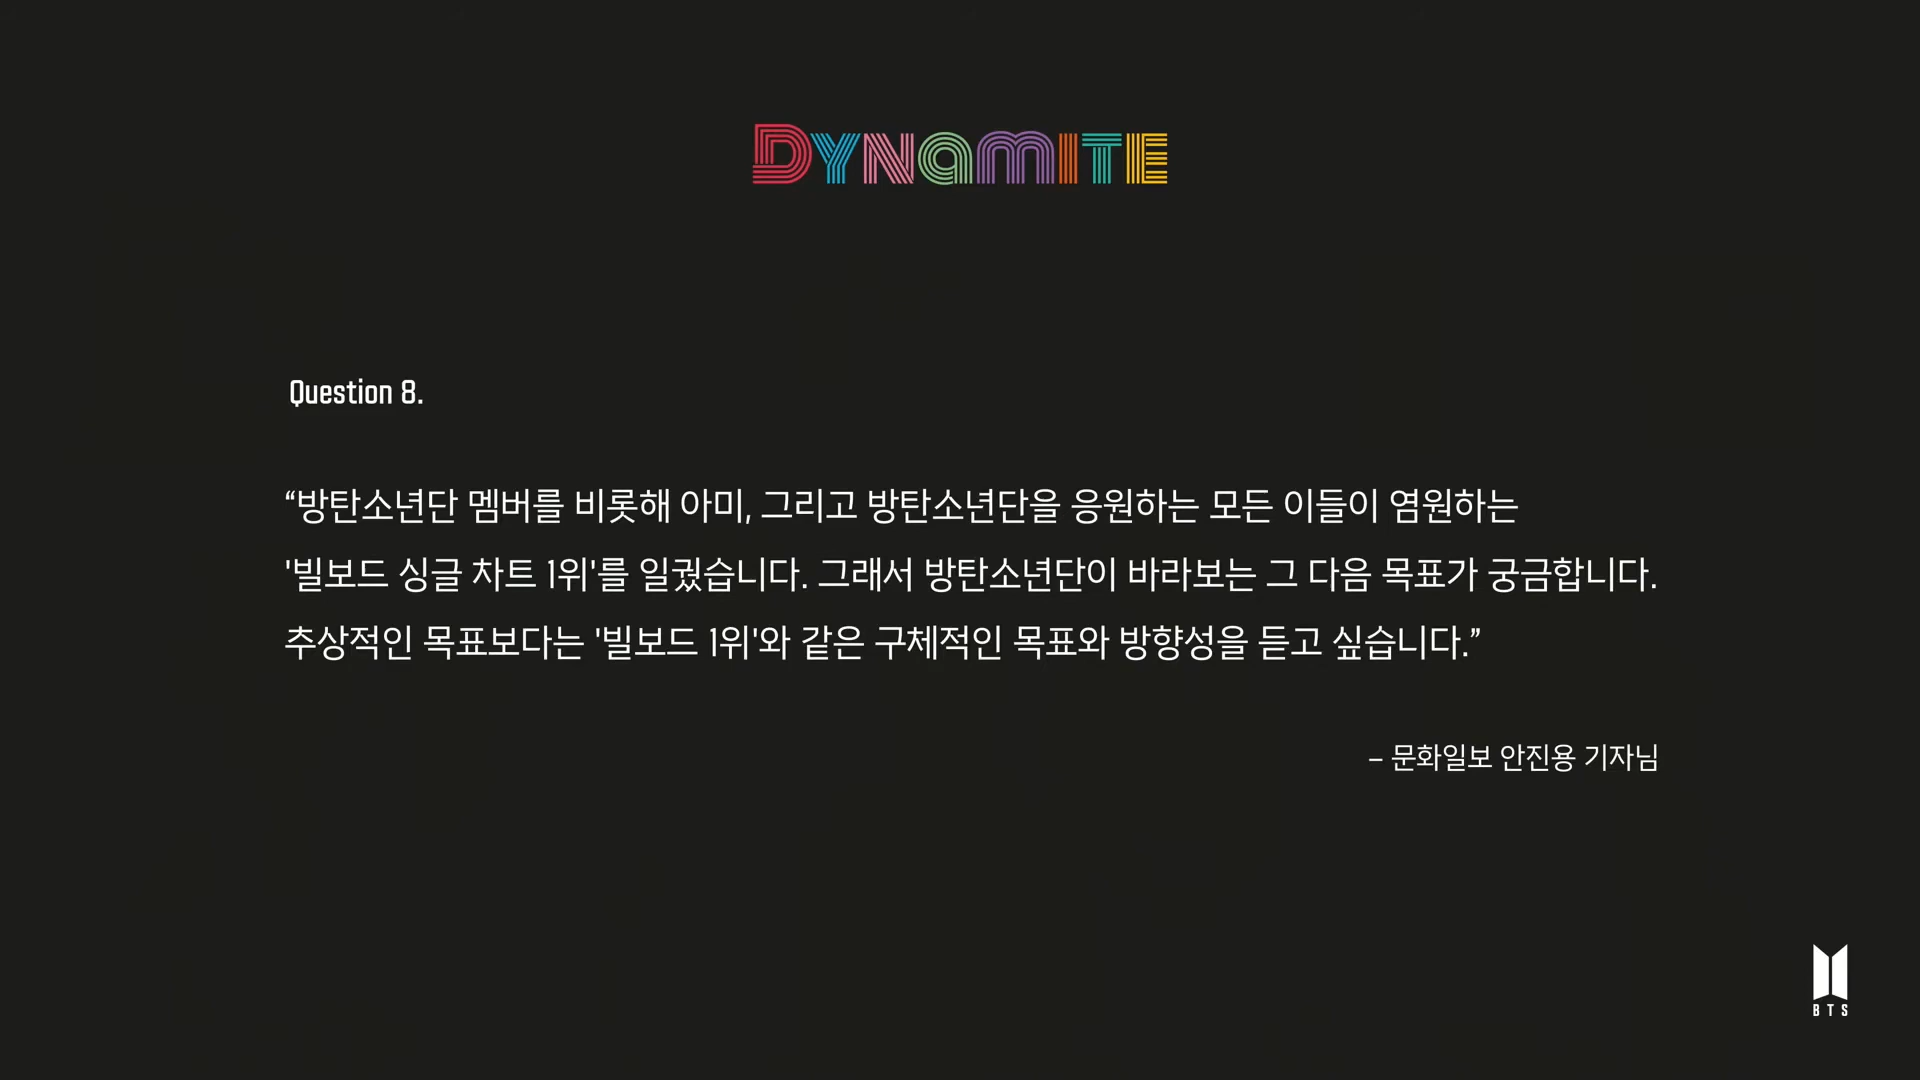 DYNAMITE
Question 8.
“방탄소년단 멤버를 비롯해 아미, 그리고 방탄소년단을 응원하는 모든 이들이 염원하는
'빌보드 싱글 차트 1위'를 일궜습니다. 그래서 방탄소년단이 바라보는 그 다음 목표가 궁금합니다.
추상적인 목표보다는 '빌보드 1위'와 같은 구체적인 목표와 방향성을 듣고 싶습니다.”
– 문화일보 안진용 기자님
BTS